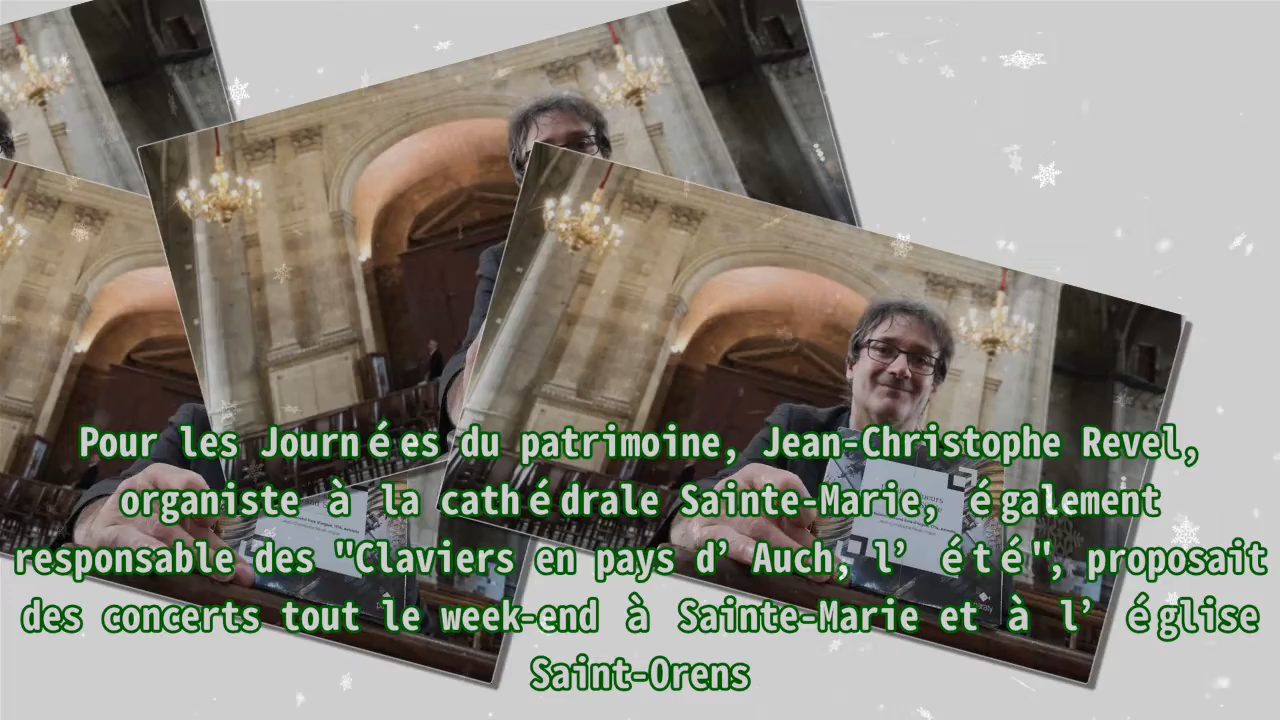 Pour les Journées du patrimoine, Jean-Christophe Revel,
organiste à la cathédrale Sainte-Marie, également
responsable des "Claviers en pays d’Auch, l’été", proposait
des concerts tout le week-end à Sainte-Marie et à l’église
Saint-Orens